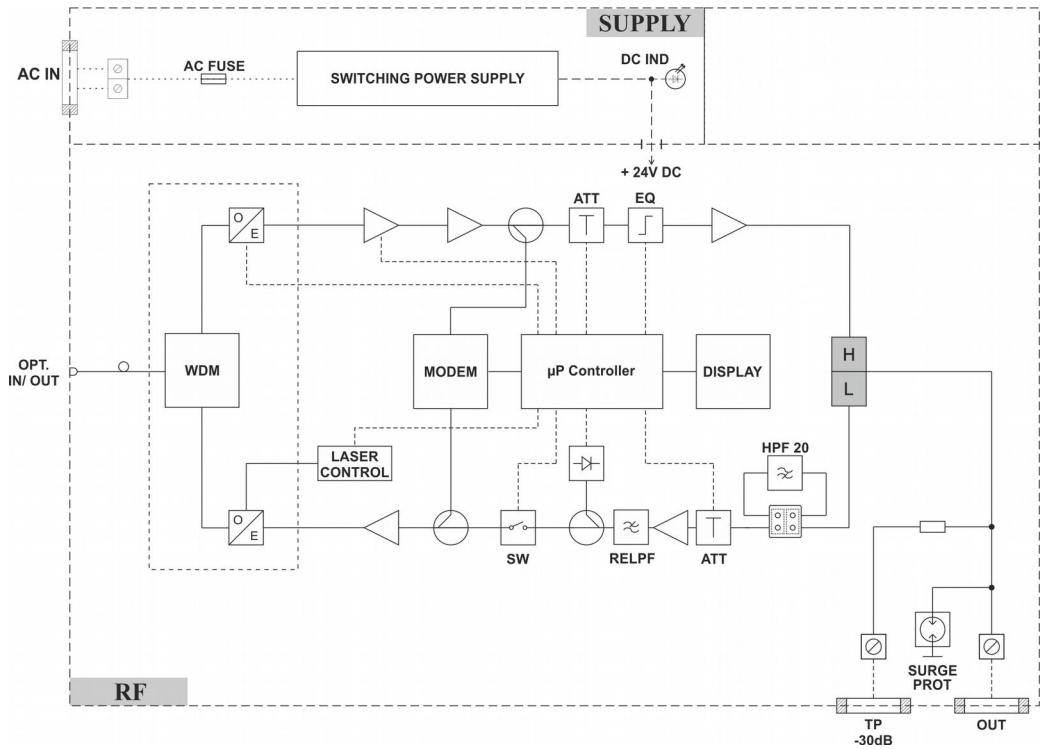 SUPPLY
AC IN
AC FUSE
SWITCHING POWER SUPPLY
DC IND
+ 24V DC
ATT
EQ
O
E
OPT.
IN/ OUT
WDM
MODEM
µP Controller
DISPLAY
H
L
LASER
CONTROL
HPF 20
O
E
SW
RELPF
ATT
SURGE
PROT
RF
TP
-30dB
OUT